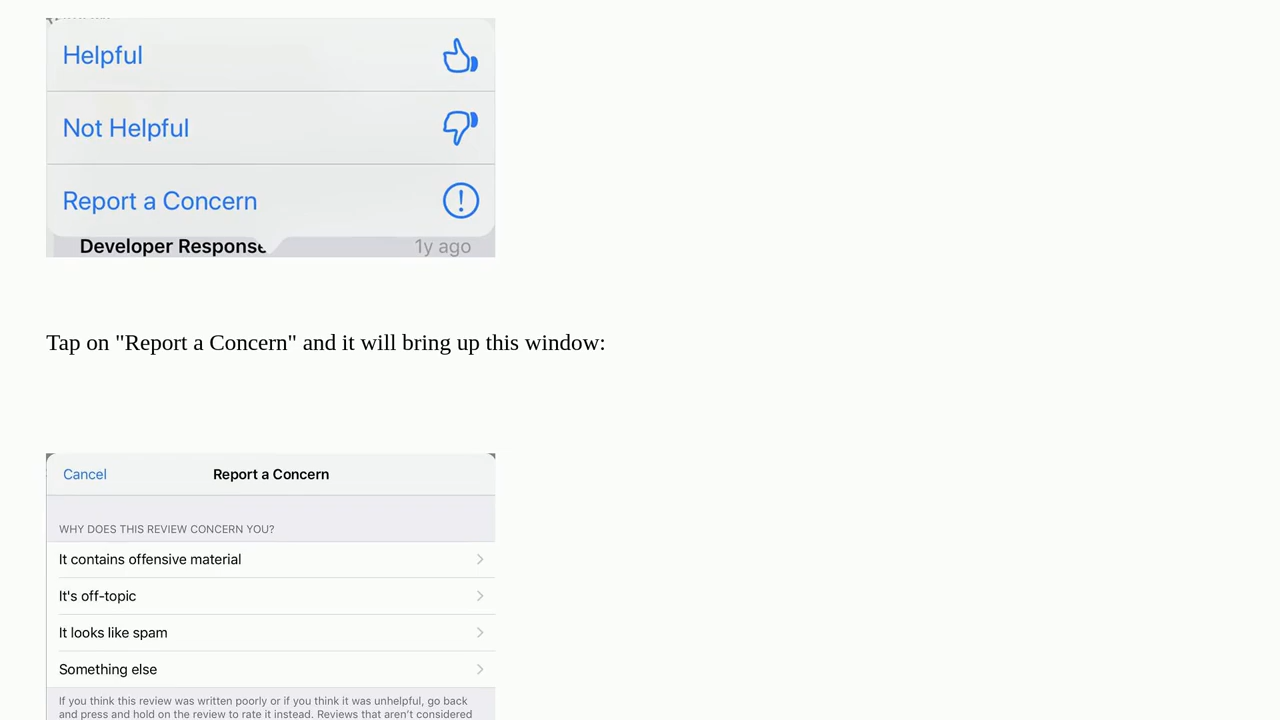 Helpful
Not Helpful
Report a Concern
Developer Response 1y ago
Tap on "Report a Concern" and it will bring up this window:
Cancel Report a Concern
WHY DOES THIS REVIEW CONCERN YOU?
It contains offensive material
It's off-topic
It looks like spam
Something else
If you think this review was written poorly or if you think it was unhelpful, go back
and press and hold on the review to rate it instead. Reviews that aren't considered